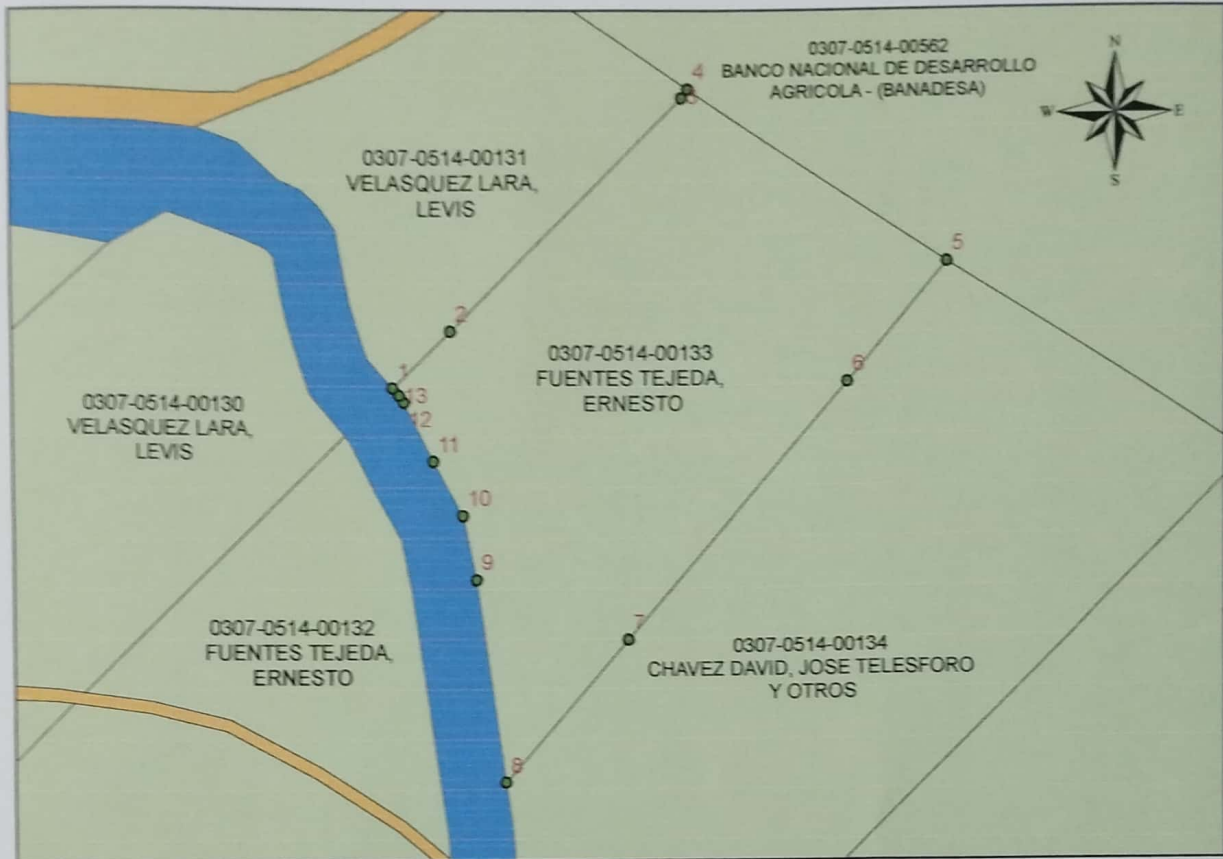 0307-0514-00562
BANCO NACIONAL DE DESARROLLO
AGRICOLA - (BANADESA)
N
W
E
S
4
3
0307-0514-00131
VELASQUEZ LARA,
LEVIS
5
2
0307-0514-00133
FUENTES TEJEDA,
ERNESTO
6
1
13
12
0307-0514-00130
VELASQUEZ LARA,
LEVIS
11
10
9
0307-0514-00132
FUENTES TEJEDA,
ERNESTO
7
0307-0514-00134
CHAVEZ DAVID, JOSE TELESFORO
Y OTROS
8